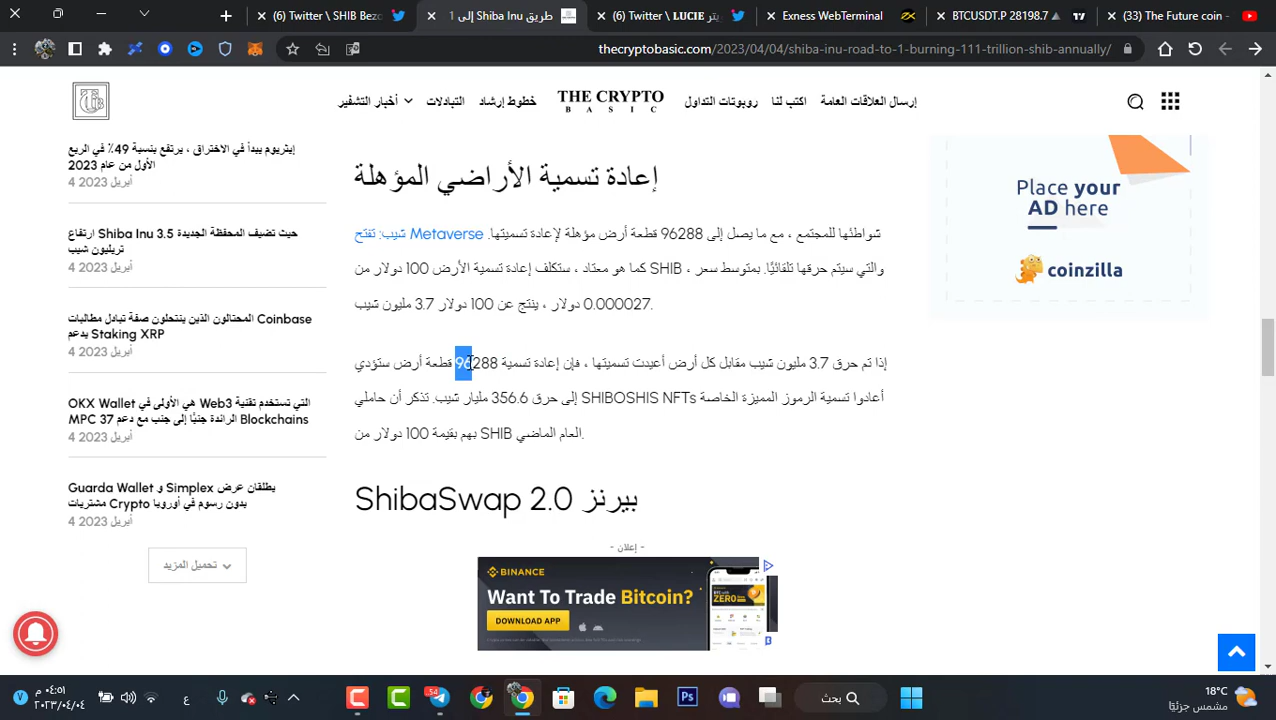 (6) Twitter \ SHIB Bezo
طريق Shiba Inu إلى 1
(6) Twitter \ LUCIE تويتر
Exness WebTerminal
BTCUSDT.P 28198.7
(33) The Future coin -
thecryptobasic.com/2023/04/04/shiba-inu-road-to-1-burning-111-trillion-shib-annually/
أخبار التشفير
التبادلات
خطوط إرشاد
THE CRYPTO
BASIC
روبوتات التداول
اكتب لنا
إرسال العلاقات العامة
إيثريوم يبدأ في الاختراق ، يرتفع بنسبة 49٪ في الربع
الأول من عام 2023
4 أبريل 2023
ارتفاع Shiba Inu 3.5 حيث تضيف المحفظة الجديدة
تريليون شيب
4 أبريل 2023
المحتالون الذين ينتحلون صفة تبادل مطالبات Coinbase
يدعم Staking XRP
4 أبريل 2023
OKX Wallet هي الأولى في Web3 التي تستخدم تقنية
MPC الرائدة جنبًا إلى جنب مع دعم 37 Blockchains
4 أبريل 2023
يطلقان عرض Simplex و Guarda Wallet
مشتريات Crypto بدون رسوم في أوروبا
4 أبريل 2023
تحميل المزيد
إعادة تسمية الأراضي المؤهلة
شواطئها للمجتمع ، مع ما يصل إلى 96288 قطعة أرض مؤهلة لإعادة تسميتها. Metaverse شيب: تفتح
والتي سيتم حرقها تلقائيًا. بمتوسط سعر ، SHIB كما هو معتاد ، ستكلف إعادة تسمية الأرض 100 دولار من
0.000027 دولار ، ينتج عن 100 دولار 3.7 مليون شيب.
إذا تم حرق 3.7 مليون شيب مقابل كل أرض أعيدت تسميتها ، فإن إعادة تسمية 96288 قطعة أرض ستؤدي
أعادوا تسمية الرموز المميزة الخاصة SHIBOSHIS NFTs إلى حرق 356.6 مليار شيب. تذكر أن حاملي
العام الماضي SHIB بهم بقيمة 100 دولار من.
ShibaSwap 2.0 بيرنز
- إعلان -
BINANCE
Want To Trade Bitcoin?
DOWNLOAD APP
Place your
AD here
coinzilla
٠٤:٥١ م
٢٠٢٣/٠٤/٠٤
ع
54
بحث
18°C
مشمس جزئيًا